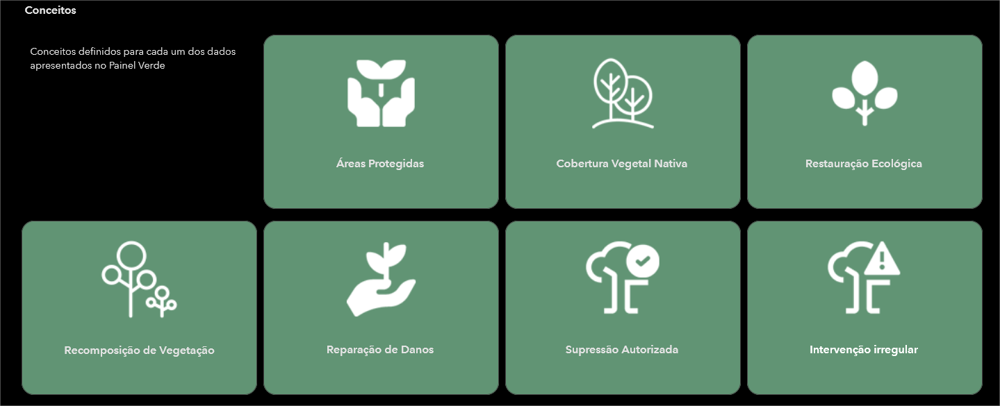 Conceitos
Conceitos definidos para cada um dos dados
apresentados no Painel Verde
Áreas Protegidas
Cobertura Vegetal Nativa
Restauração Ecológica
Recomposição de Vegetação
Reparação de Danos
Supressão Autorizada
Intervenção irregular